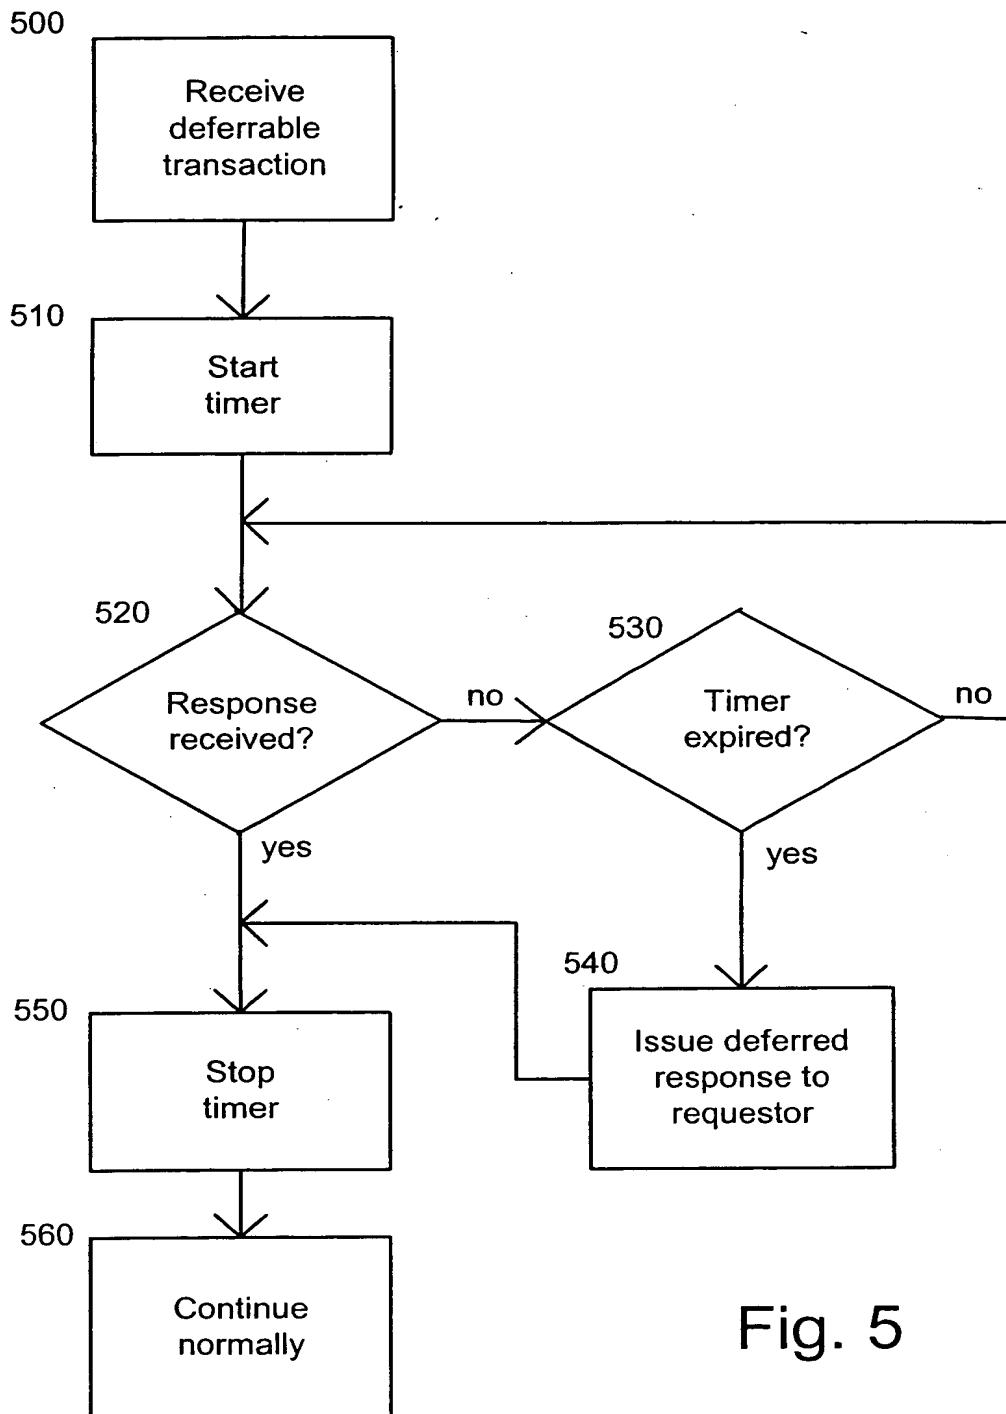 500
Receive
deferrable
transaction
510
Start
timer
520
Response
received?
no
530
Timer
expired?
no
yes
yes
540
Issue deferred
response to
requestor
550
Stop
timer
560
Continue
normally
Fig. 5